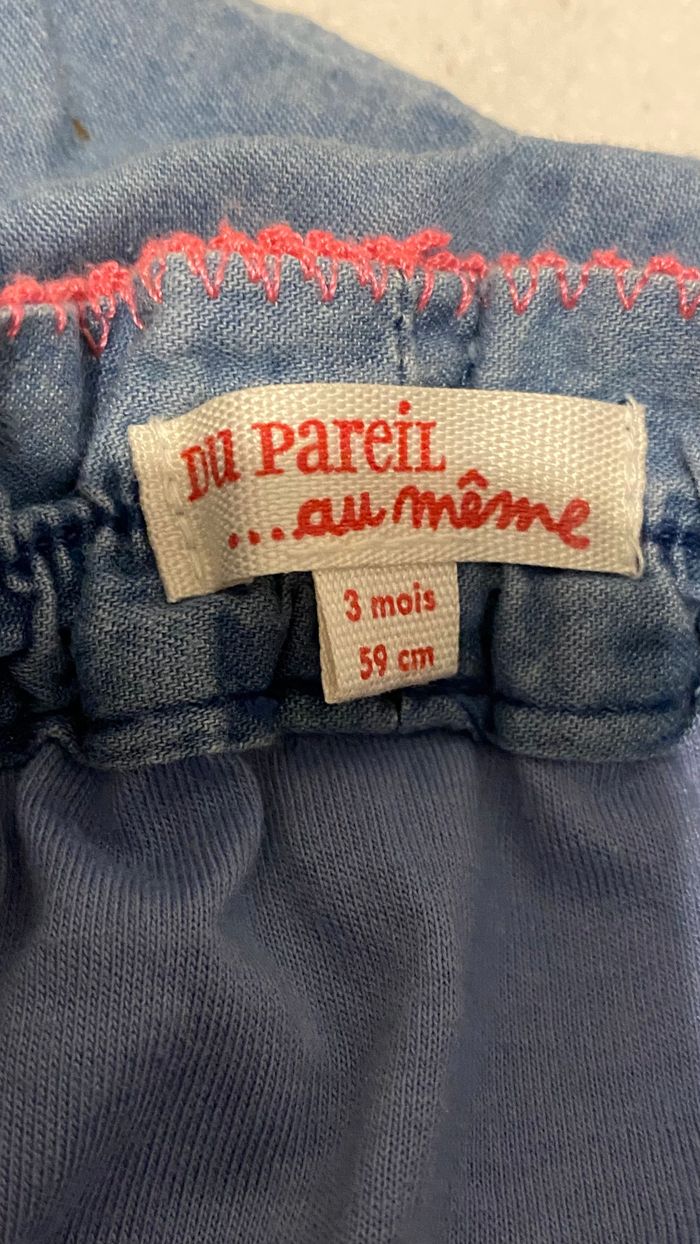 DU PareiL
...au même
3 mois
59 cm